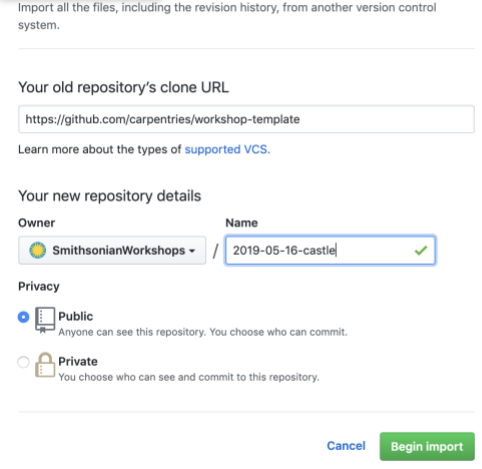 Import all the files, including the revision history, from another version control
system.
Your old repository's clone URL
https://github.com/carpentries/workshop-template
Learn more about the types of supported VCS.
Your new repository details
Owner
Name
SmithsonianWorkshops
/
2019-05-16-castle
Privacy
Public
Anyone can see this repository. You choose who can commit.
Private
You choose who can see and commit to this repository.
Cancel
Begin import